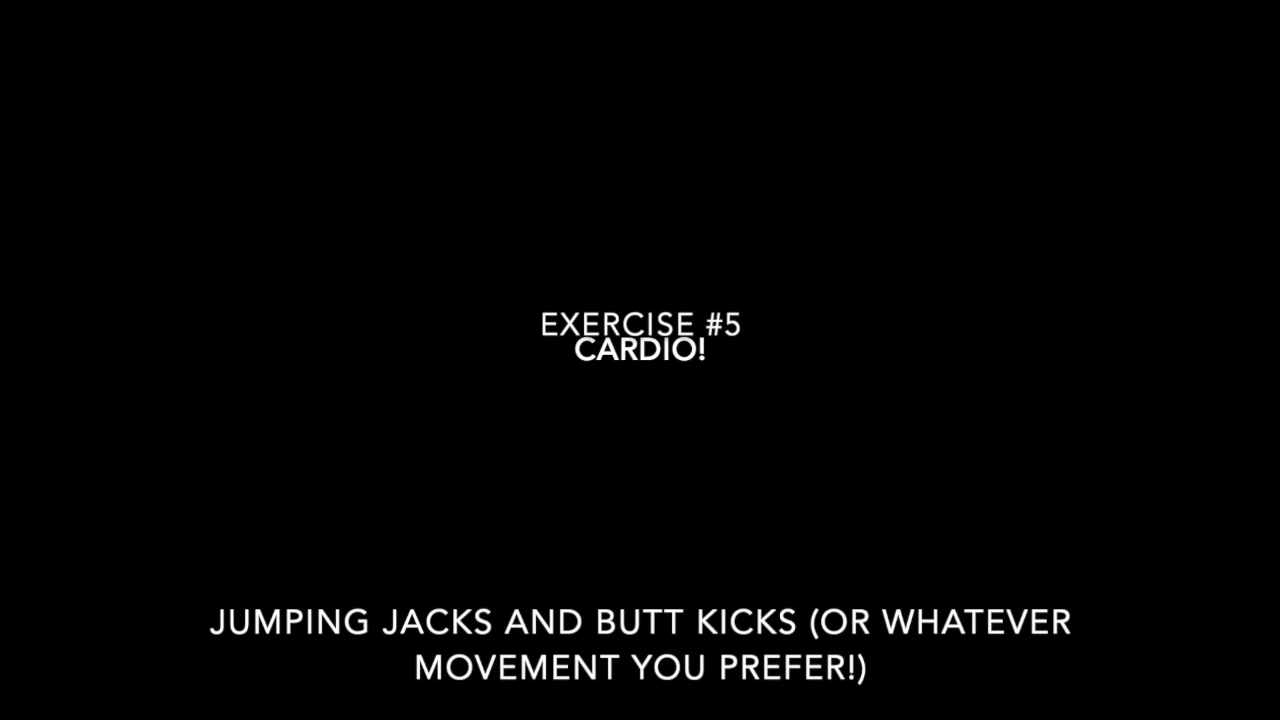 EXERCISE #5
CARDIO!
JUMPING JACKS AND BUTT KICKS (OR WHATEVER
MOVEMENT YOU PREFER!)